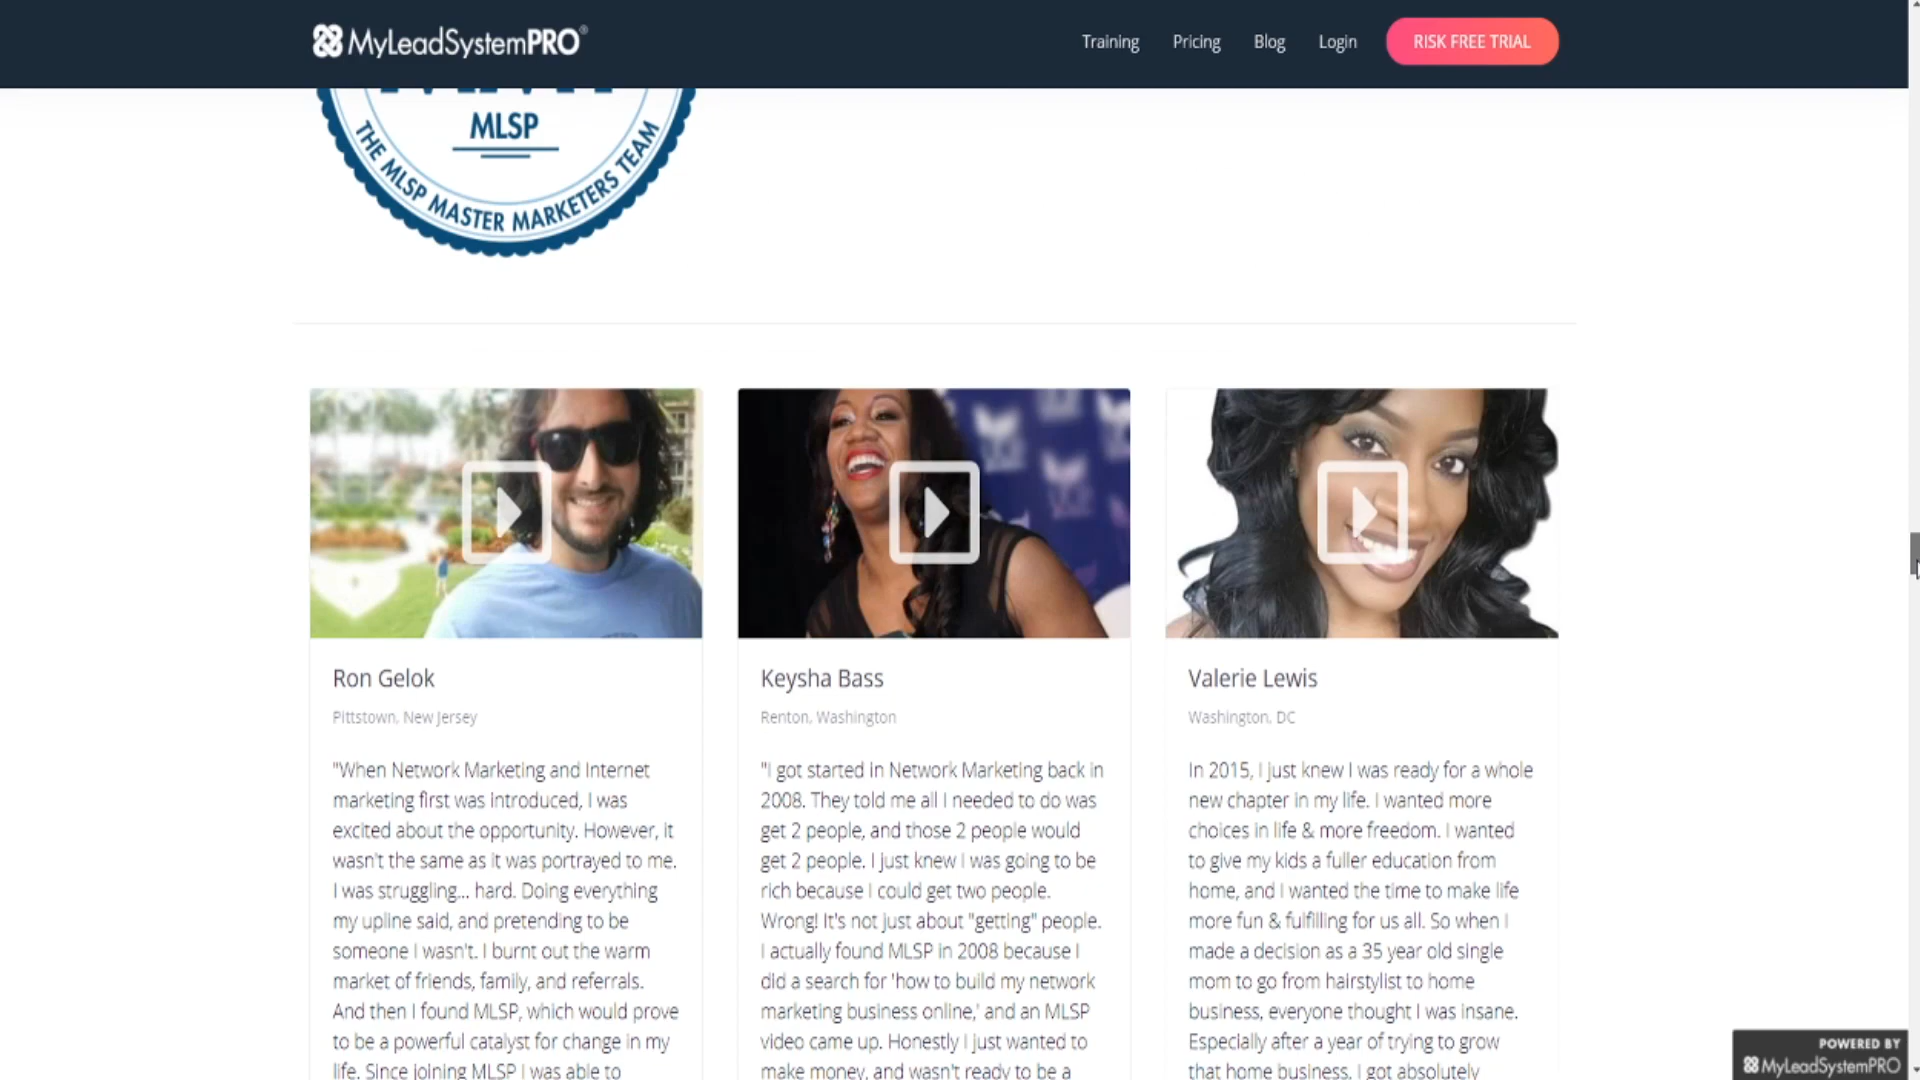 MyLeadSystemPRO®
Training
Pricing
Blog
Login
RISK FREE TRIAL
MLSP
THE MLSP MASTER MARKETERS TEAM
Ron Gelok
Pittstown, New Jersey
"When Network Marketing and Internet
marketing first was introduced, I was
excited about the opportunity. However, it
wasn't the same as it was portrayed to me.
I was struggling... hard. Doing everything
my upline said, and pretending to be
someone I wasn't. I burnt out the warm
market of friends, family, and referrals.
And then I found MLSP, which would prove
to be a powerful catalyst for change in my
life. Since joining MLSP I was able to
Keysha Bass
Renton, Washington
"I got started in Network Marketing back in
2008. They told me all I needed to do was
get 2 people, and those 2 people would
get 2 people. I just knew I was going to be
rich because I could get two people.
Wrong! It's not just about "getting" people.
I actually found MLSP in 2008 because I
did a search for 'how to build my network
marketing business online,' and an MLSP
video came up. Honestly I just wanted to
make money, and wasn't ready to be a
Valerie Lewis
Washington, DC
In 2015, I just knew I was ready for a whole
new chapter in my life. I wanted more
choices in life & more freedom. I wanted
to give my kids a fuller education from
home, and I wanted the time to make life
more fun & fulfilling for us all. So when I
made a decision as a 35 year old single
mom to go from hairstylist to home
business, everyone thought I was insane.
Especially after a year of trying to grow
that home business. I got absolutely
POWERED BY
MyLeadSystemPRO